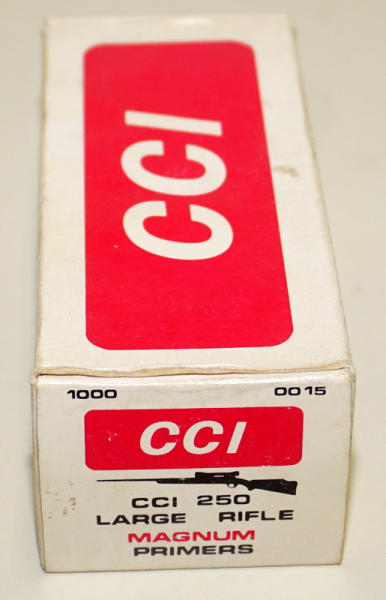 CCI
1000 0015
CCI
CCI 250
LARGE RIFLE
MAGNUM
PRIMERS